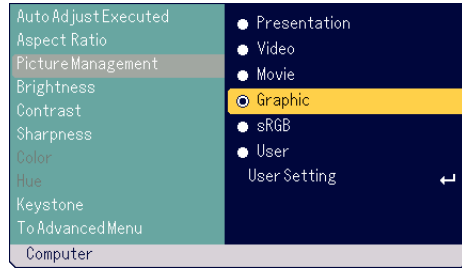 Auto Adjust Executed
Aspect Ratio
Picture Management
Brightness
Contrast
Sharpness
Color
Hue
Keystone
To Advanced Menu
Presentation
Video
Movie
Graphic
sRGB
User
User Setting
Computer